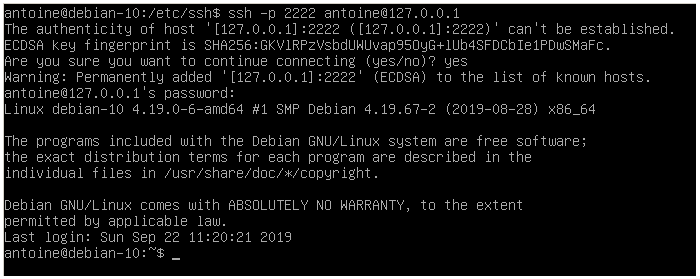 antoine@debian-10:/etc/ssh$ ssh -p 2222 antoine@127.0.0.1
The authenticity of host '[127.0.0.1]:2222 ([127.0.0.1]:2222)' can't be established.
ECDSA key fingerprint is SHA256:GKVlRPzVsbdUWUvap95OyG+lUb4SFDCbIe1PDwSMaFc.
Are you sure you want to continue connecting (yes/no)? yes
Warning: Permanently added '[127.0.0.1]:2222' (ECDSA) to the list of known hosts.
antoine@127.0.0.1's password:
Linux debian-10 4.19.0-6-amd64 #1 SMP Debian 4.19.67-2 (2019-08-28) x86_64
The programs included with the Debian GNU/Linux system are free software;
the exact distribution terms for each program are described in the
individual files in /usr/share/doc/*/copyright.
Debian GNU/Linux comes with ABSOLUTELY NO WARRANTY, to the extent
permitted by applicable law.
Last login: Sun Sep 22 11:20:21 2019
antoine@debian-10:~$ _